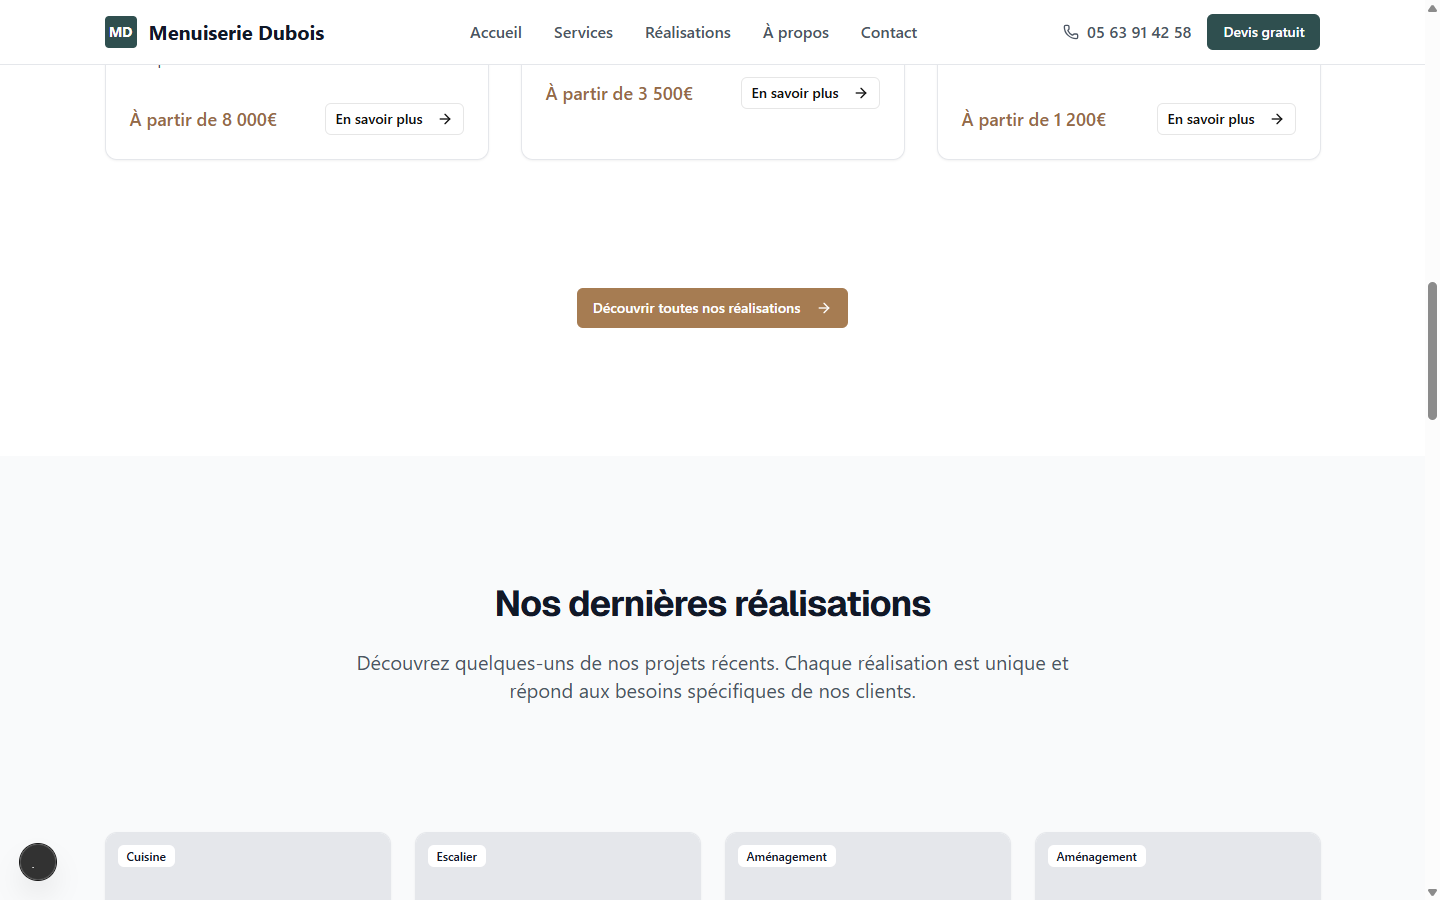 MD Menuiserie Dubois Accueil Services Réalisations À propos Contact 05 63 91 42 58 Devis gratuit
À partir de 8 000€ En savoir plus
À partir de 3 500€ En savoir plus
À partir de 1 200€ En savoir plus
Découvrir toutes nos réalisations
Nos dernières réalisations
Découvrez quelques-uns de nos projets récents. Chaque réalisation est unique et
répond aux besoins spécifiques de nos clients.
Cuisine
Escalier
Aménagement
Aménagement